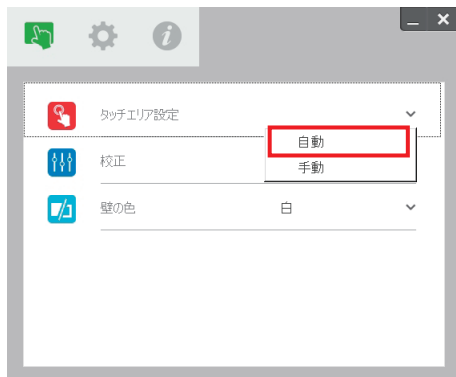 タッチエリア設定
自動
校正
手動
壁の色
白